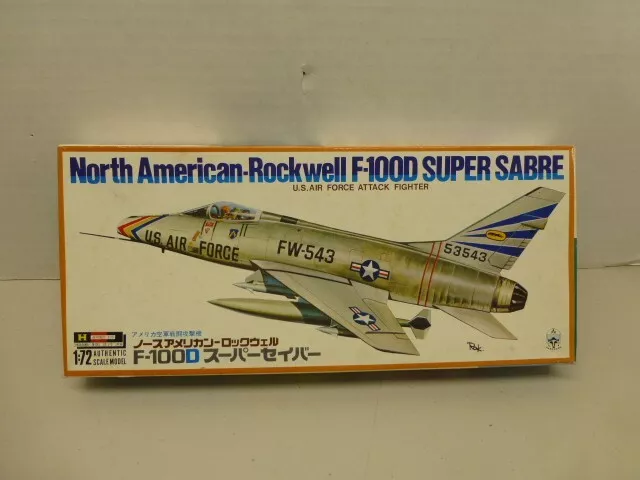 North American-Rockwell F-100D SUPER SABRE
U.S. AIR FORCE ATTACK FIGHTER
U.S. AIR FORCE
FW-543
53543
アメリカ空軍戦闘攻撃機
ノースアメリカン-ロックウェル
F-100D スーパーセイバー
H
1:72 AUTHENTIC
SCALE MODEL